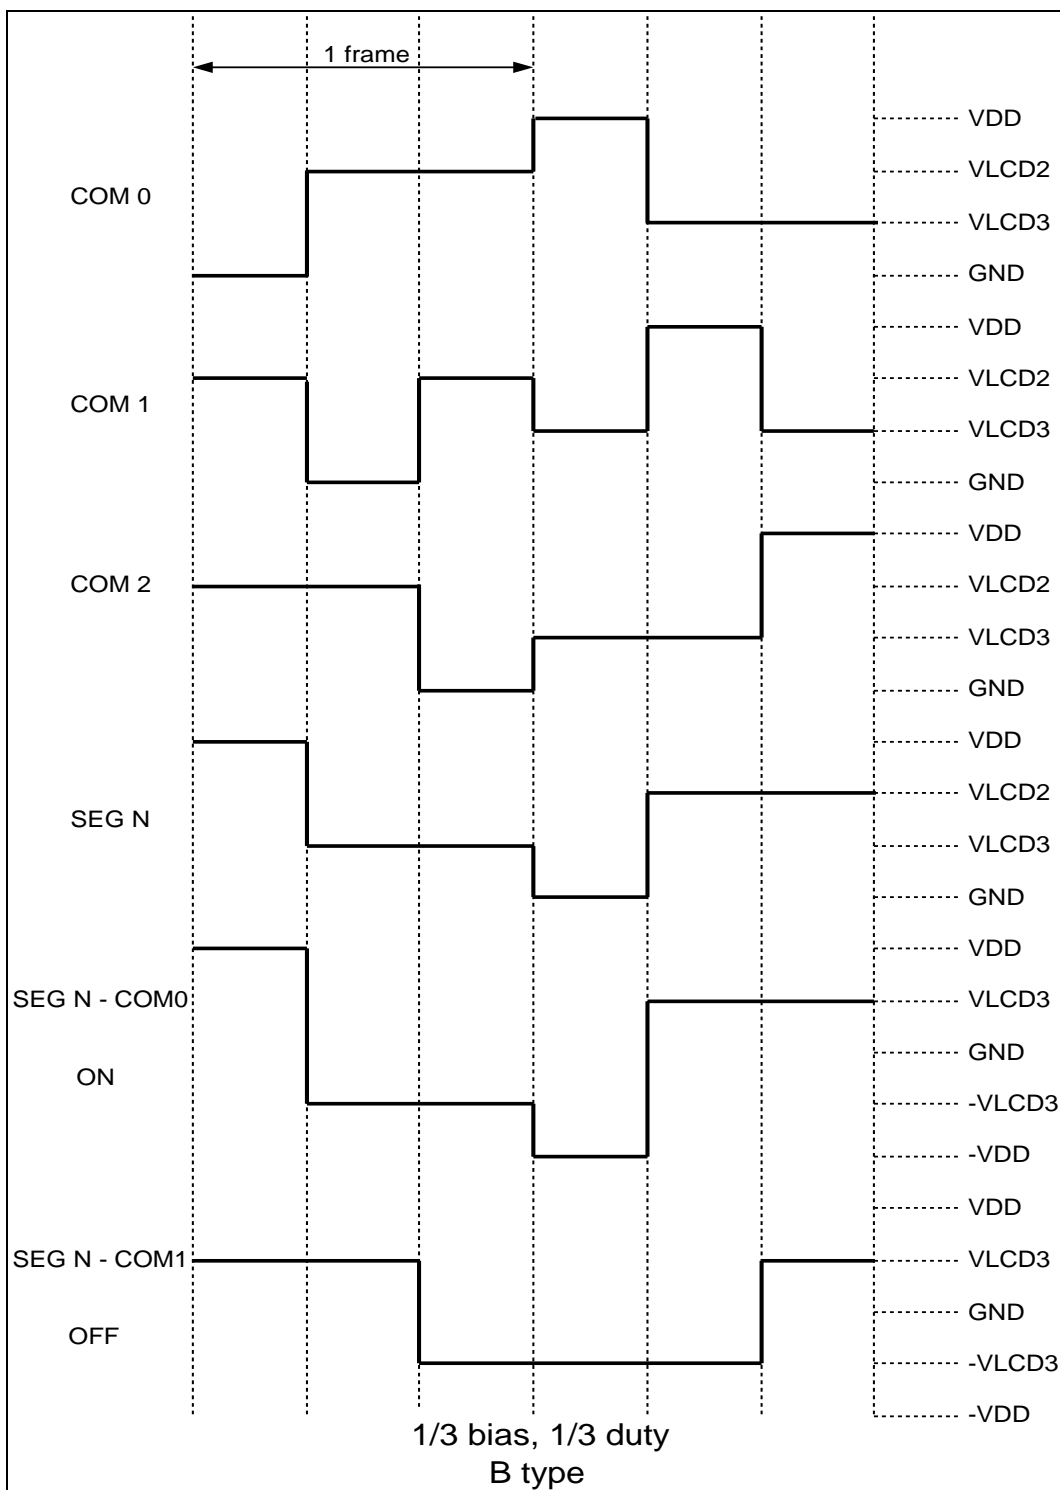 1 frame
VDD
VLCD2
COM 0
VLCD3
GND
VDD
VLCD2
COM 1
VLCD3
GND
VDD
COM 2
VLCD2
VLCD3
GND
VDD
VLCD2
SEG N
VLCD3
GND
VDD
SEG N - COM0
VLCD3
GND
ON
-VLCD3
-VDD
VDD
SEG N - COM1
VLCD3
GND
OFF
-VLCD3
-VDD
1/3 bias, 1/3 duty
B type